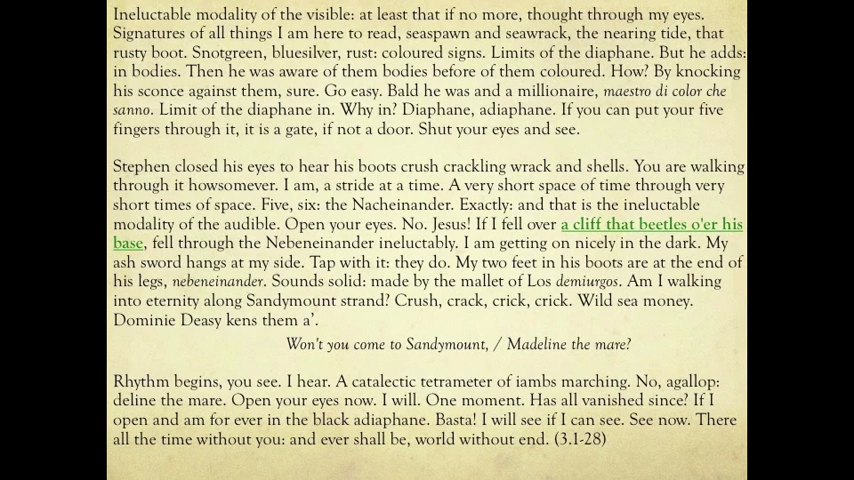 Ineluctable modality of the visible: at least that if no more, thought through my eyes.
Signatures of all things I am here to read, seaspawn and seawrack, the nearing tide, that
rusty boot. Snotgreen, bluesilver, rust: coloured signs. Limits of the diaphane. But he adds:
in bodies. Then he was aware of them bodies before of them coloured. How? By knocking
his sconce against them, sure. Go easy. Bald he was and a millionaire, maestro di color che
sanno. Limit of the diaphane in. Why in? Diaphane, adiaphane. If you can put your five
fingers through it, it is a gate, if not a door. Shut your eyes and see.
Stephen closed his eyes to hear his boots crush crackling wrack and shells. You are walking
through it howsomever. I am, a stride at a time. A very short space of time through very
short times of space. Five, six: the Nacheinander. Exactly: and that is the ineluctable
modality of the audible. Open your eyes. No. Jesus! If I fell over a cliff that beetles o'er his
base, fell through the Nebeneinander ineluctably. I am getting on nicely in the dark. My
ash sword hangs at my side. Tap with it: they do. My two feet in his boots are at the end of
his legs, nebeneinander. Sounds solid: made by the mallet of Los demiurgos. Am I walking
into eternity along Sandymount strand? Crush, crack, crick, crick. Wild sea money.
Dominie Deasy kens them a'.
Won't you come to Sandymount, / Madeline the mare?
Rhythm begins, you see. I hear. A catalectic tetrameter of iambs marching. No, agallop:
deline the mare. Open your eyes now. I will. One moment. Has all vanished since? If I
open and am for ever in the black adiaphane. Basta! I will see if I can see. See now. There
all the time without you: and ever shall be, world without end. (3.1-28)